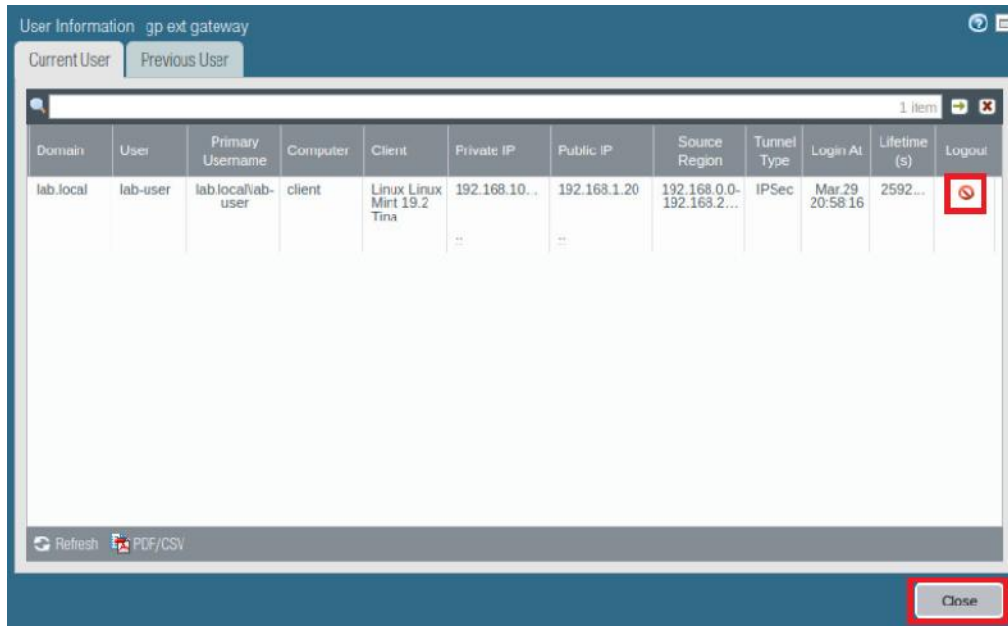 User Information gp ext gateway
Current User Previous User
1 item
Domain User Primary Username Computer Client Private IP Public IP Source Region Tunnel Type Login At Lifetime (s) Logout
lab.local lab-user lab.local\lab- client Linux Linux 192.168.10... 192.168.1.20 192.168.0.0- IPSec Mar.29 2592...
user Mint 19.2 192.168.2... 20:58:16
Tina
:: ::
Refresh PDF/CSV
Close